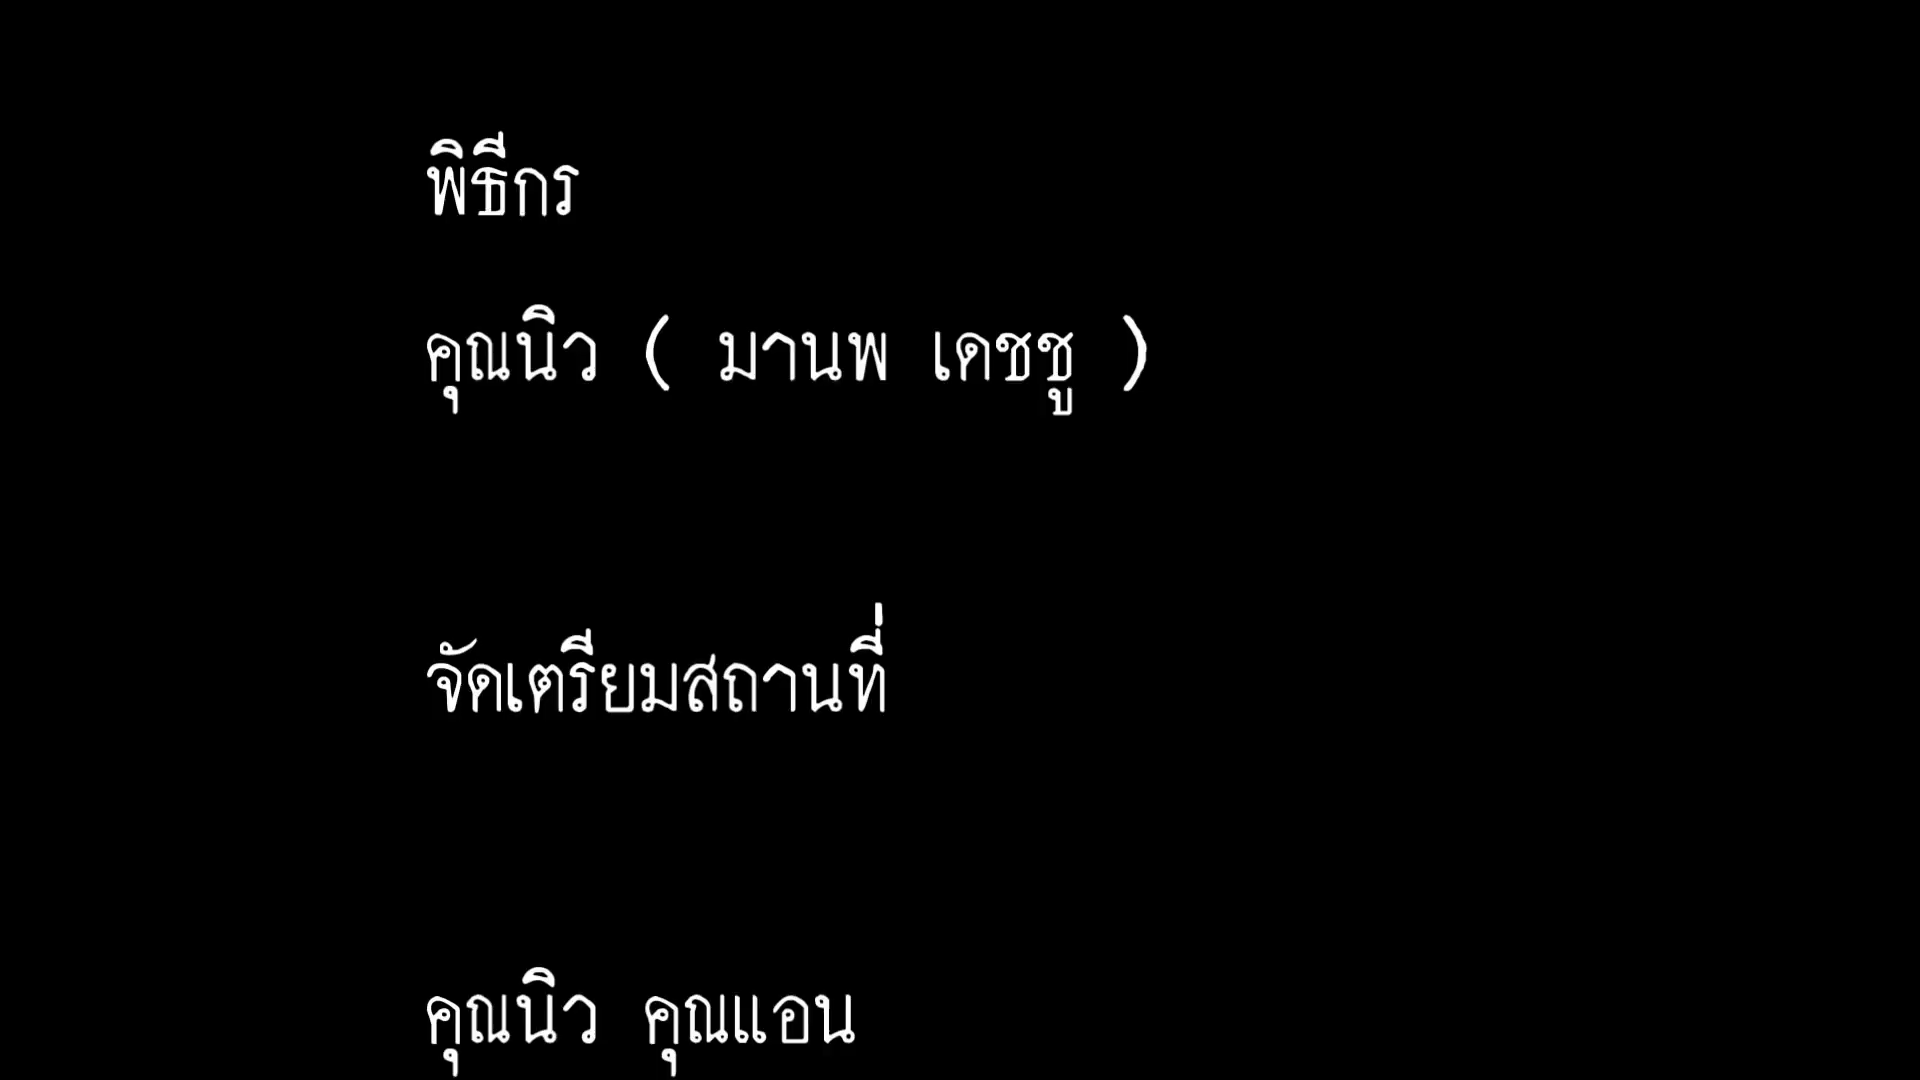 พิธีกร
คุณนิว ( มานพ เดชชู )
จัดเตรียมสถานที่
คุณนิว คุณแอน